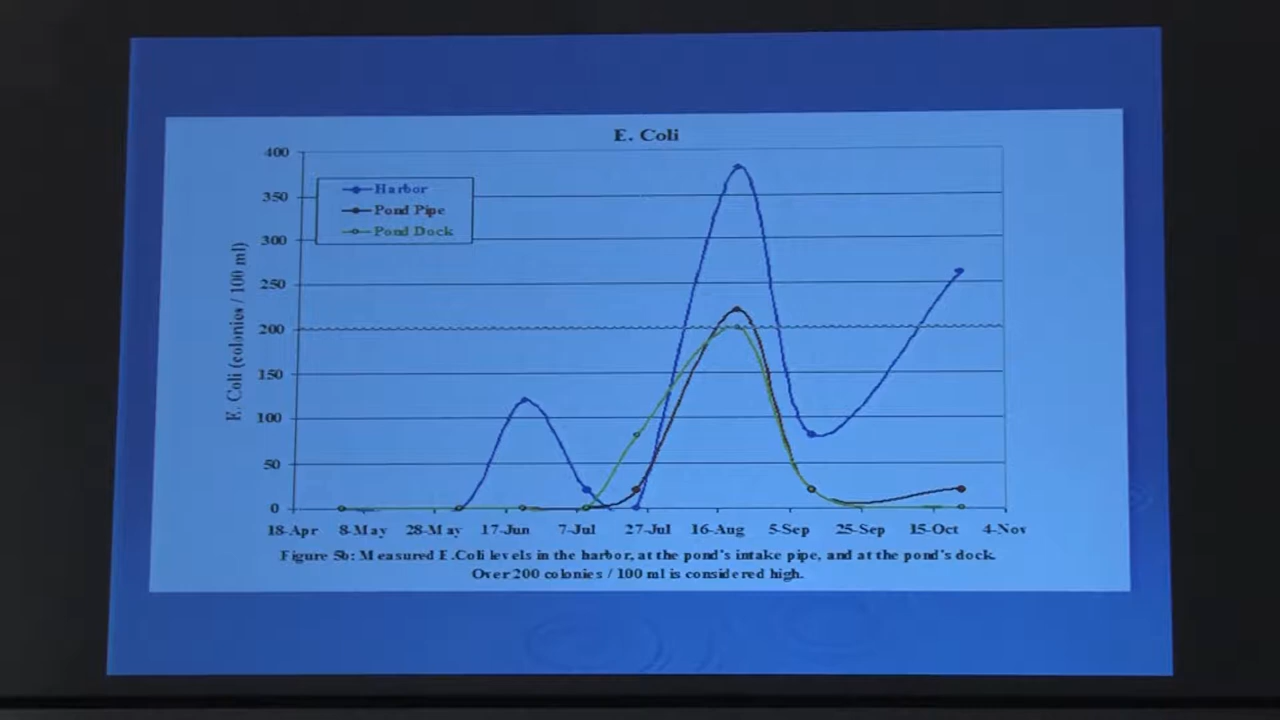 E. Coli
400
350
300
250
200
150
100
50
0
E. Coli (colonies / 100 ml)
Harbor
Pond Pipe
Pond Dock
18-Apr 8-May 28-May 17-Jun 7-Jul 27-Jul 16-Aug 5-Sep 25-Sep 15-Oct 4-Nov
Figure 5b: Measured E.Coli levels in the harbor, at the pond's intake pipe, and at the pond's dock.
Over 200 colonies / 100 ml is considered high.